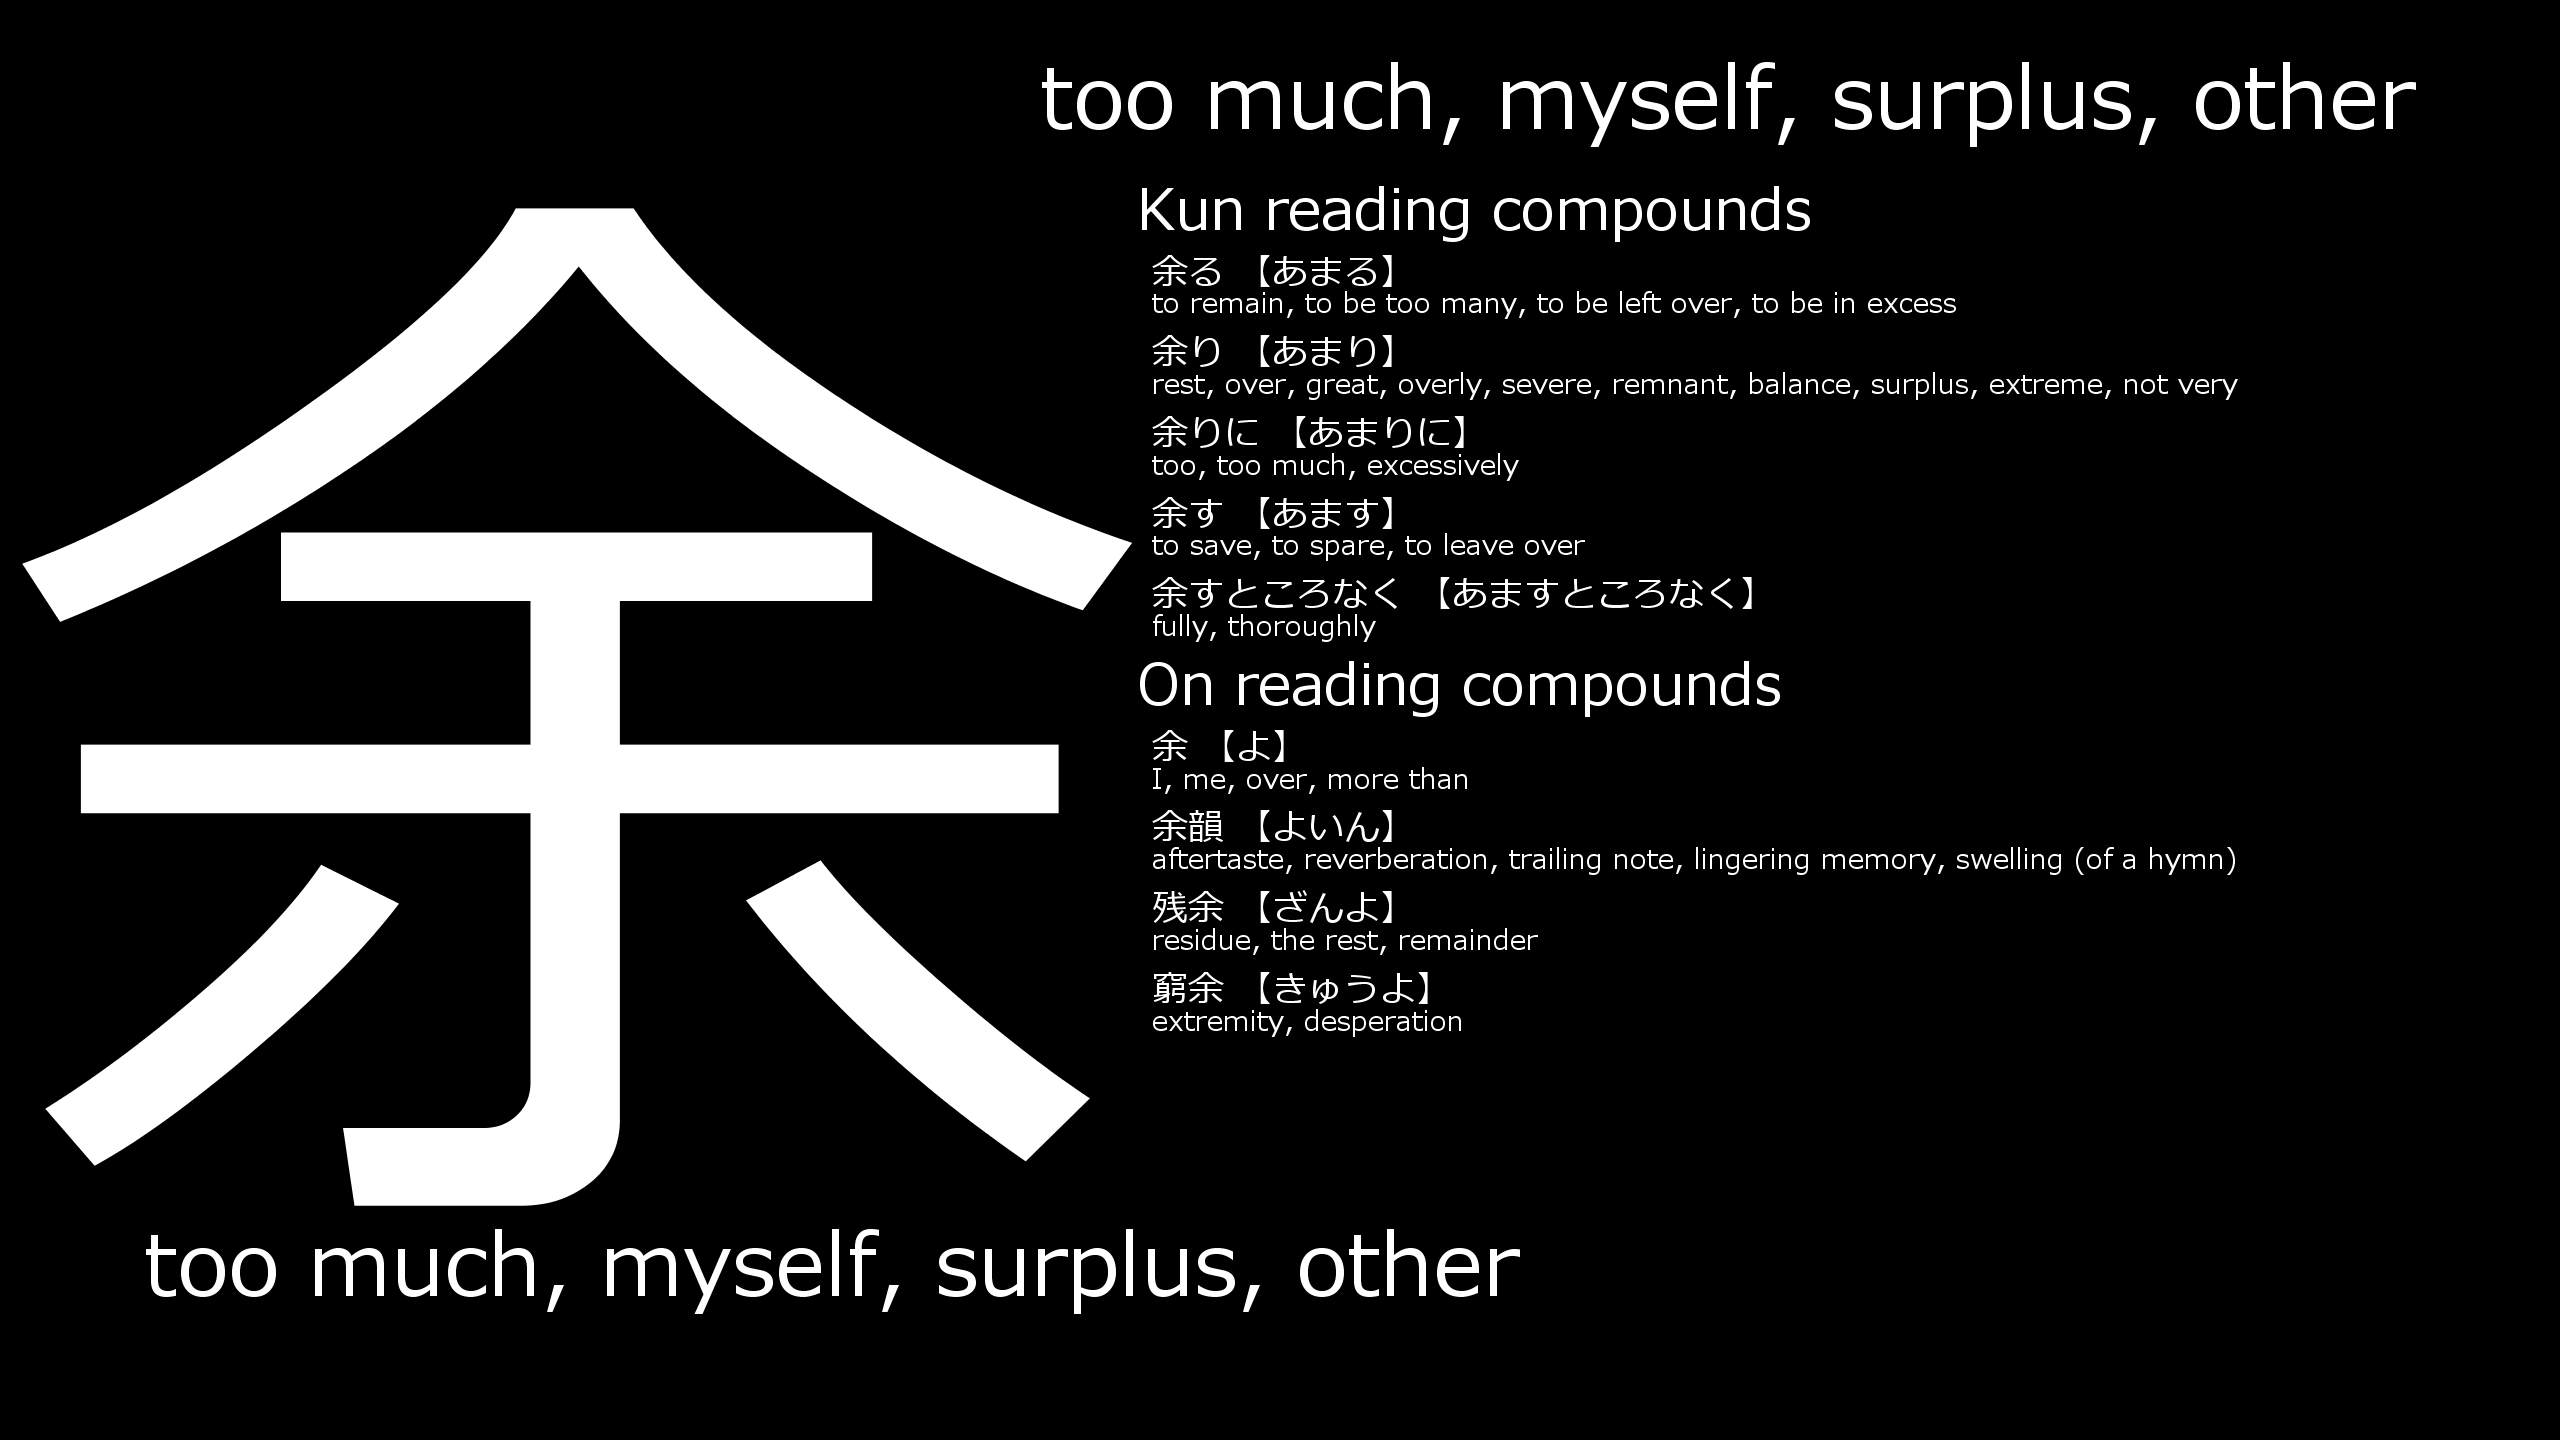 too much, myself, surplus, other
余
Kun reading compounds
余る 【あまる】
to remain, to be too many, to be left over, to be in excess
余り 【あまり】
rest, over, great, overly, severe, remnant, balance, surplus, extreme, not very
余りに 【あまりに】
too, too much, excessively
余す 【あます】
to save, to spare, to leave over
余すところなく 【あますところなく】
fully, thoroughly
On reading compounds
余 【よ】
I, me, over, more than
余韻 【よいん】
aftertaste, reverberation, trailing note, lingering memory, swelling (of a hymn)
残余 【ざんよ】
residue, the rest, remainder
窮余 【きゅうよ】
extremity, desperation
too much, myself, surplus, other